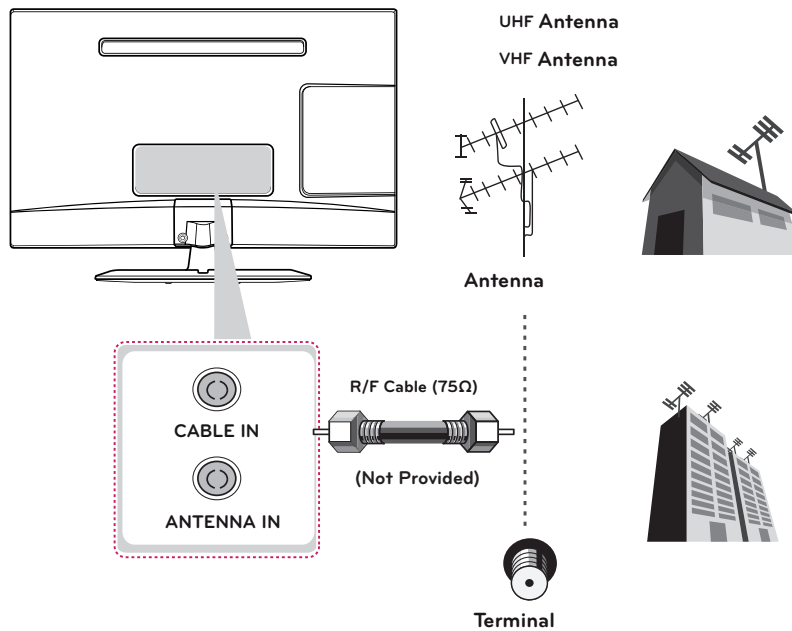 UHF Antenna
VHF Antenna
Antenna
R/F Cable (75Ω)
CABLE IN
(Not Provided)
ANTENNA IN
Terminal